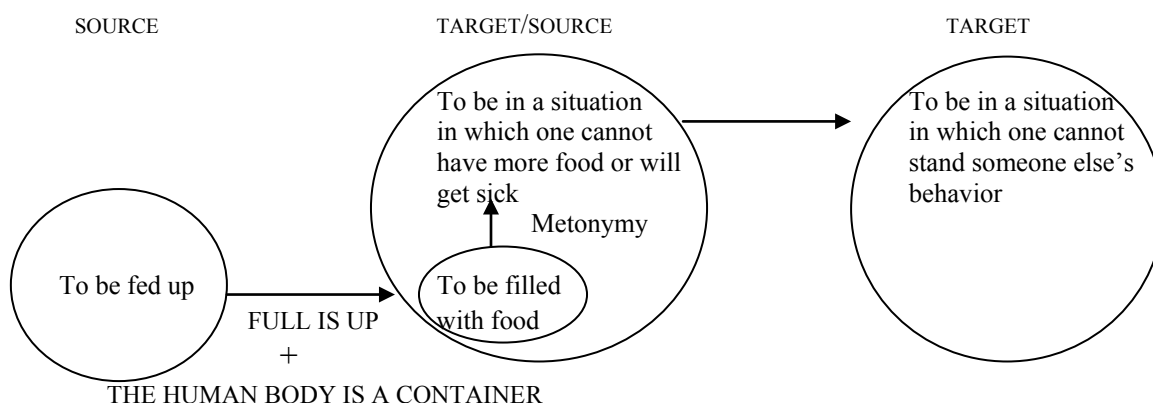 SOURCE
TARGET/SOURCE
TARGET
To be in a situation
in which one cannot
have more food or will
get sick
Metonymy
To be in a situation
in which one cannot
stand someone else’s
behavior
To be fed up
To be filled
with food
FULL IS UP
+
THE HUMAN BODY IS A CONTAINER